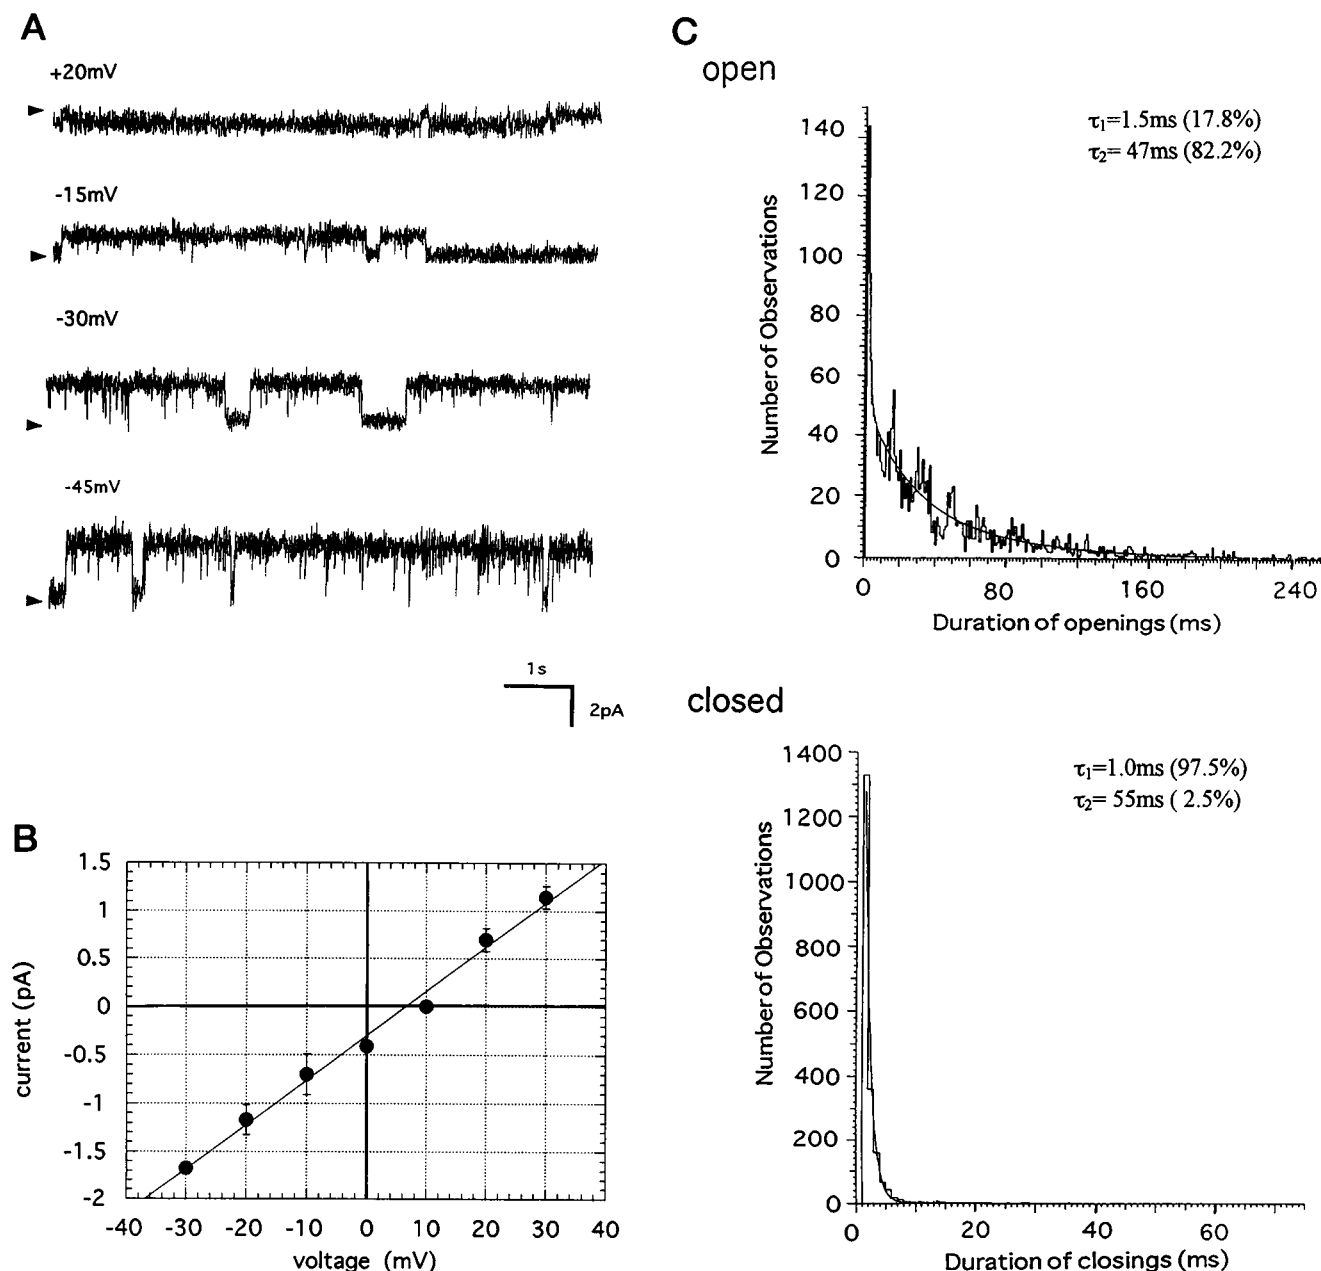 A
+20mV
-15mV
-30mV
-45mV
1s
2pA
B
1.5
1
0.5
0
-0.5
-1
-1.5
-2
-40 -30 -20 -10 0 10 20 30 40
current (pA)
voltage (mV)
C
open
τ1=1.5ms (17.8%)
τ2= 47ms (82.2%)
140
120
100
80
60
40
20
0
0 80 160 240
Number of Observations
Duration of openings (ms)
closed
τ1=1.0ms (97.5%)
τ2= 55ms ( 2.5%)
1400
1200
1000
800
600
400
200
0
0 20 40 60
Number of Observations
Duration of closings (ms)